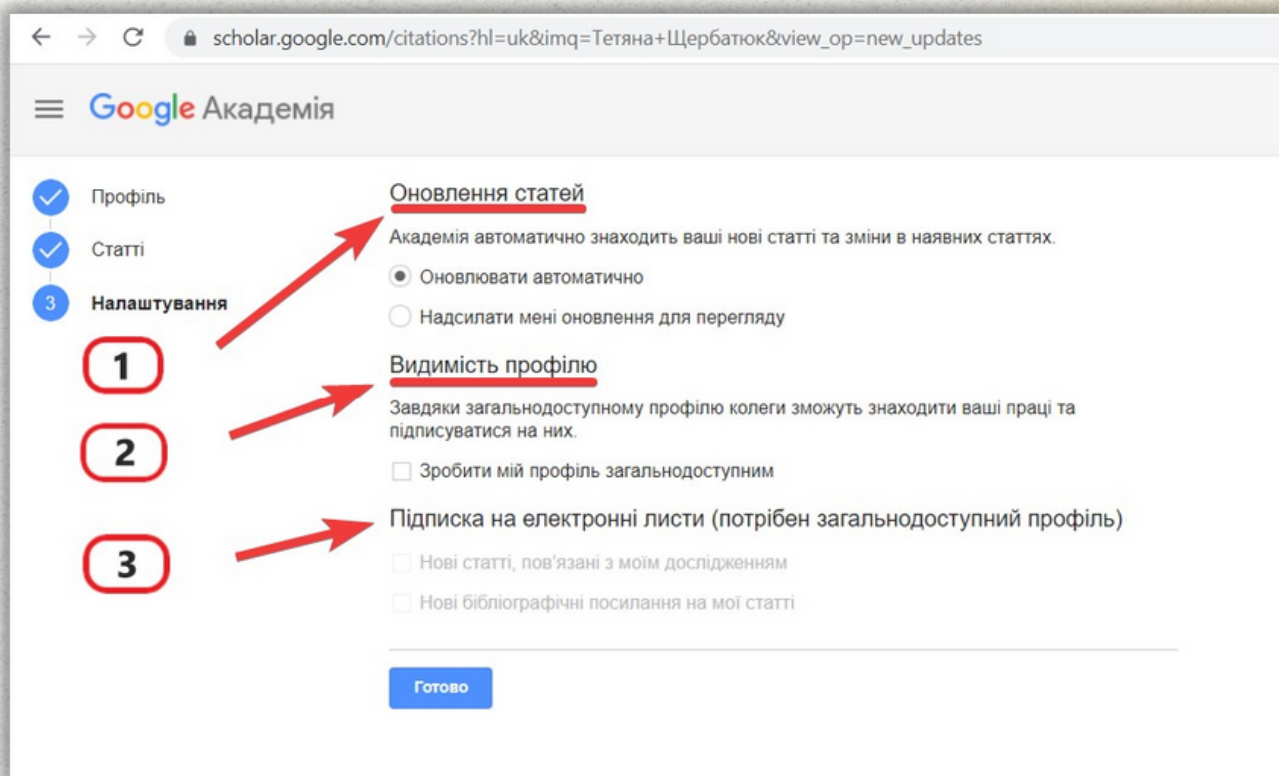 scholar.google.com/citations?hl=uk&imq=Тетяна+Щербатюк&view_op=new_updates
Google Академія
Профіль
Статті
3 Налаштування
1
2
3
Оновлення статей
Академія автоматично знаходить ваші нові статті та зміни в наявних статтях.
Оновлювати автоматично
Надсилати мені оновлення для перегляду
Видимість профілю
Завдяки загальнодоступному профілю колеги зможуть знаходити ваші праці та
підписуватися на них.
Зробити мій профіль загальнодоступним
Підписка на електронні листи (потрібен загальнодоступний профіль)
Нові статті, пов'язані з моїм дослідженням
Нові бібліографічні посилання на мої статті
Готово